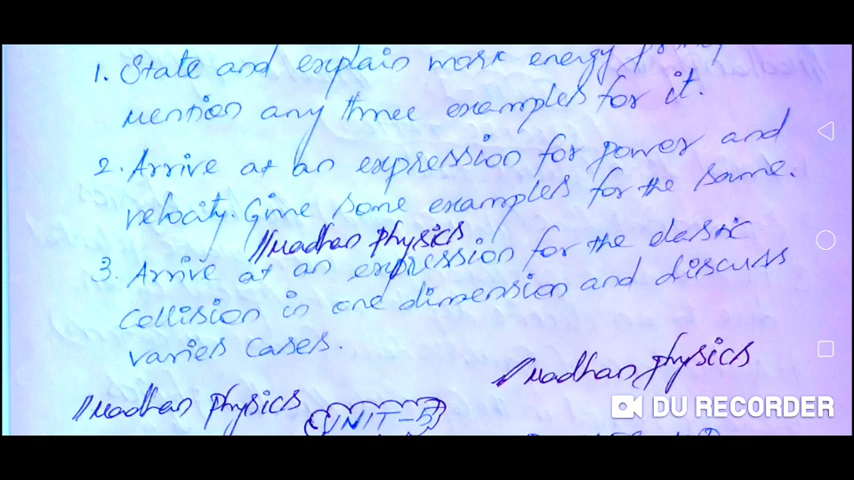 1. State and explain work energy
mention any three examples for it.
2. Arrive at an expression for power and
velocity. Give some examples for the same.
//Madhan physics
3. Arrive at an expression for the elastic
collision in one dimension and discuss
varies cases.
//Madhan physics
//Madhan physics
UNIT-5
DU RECORDER